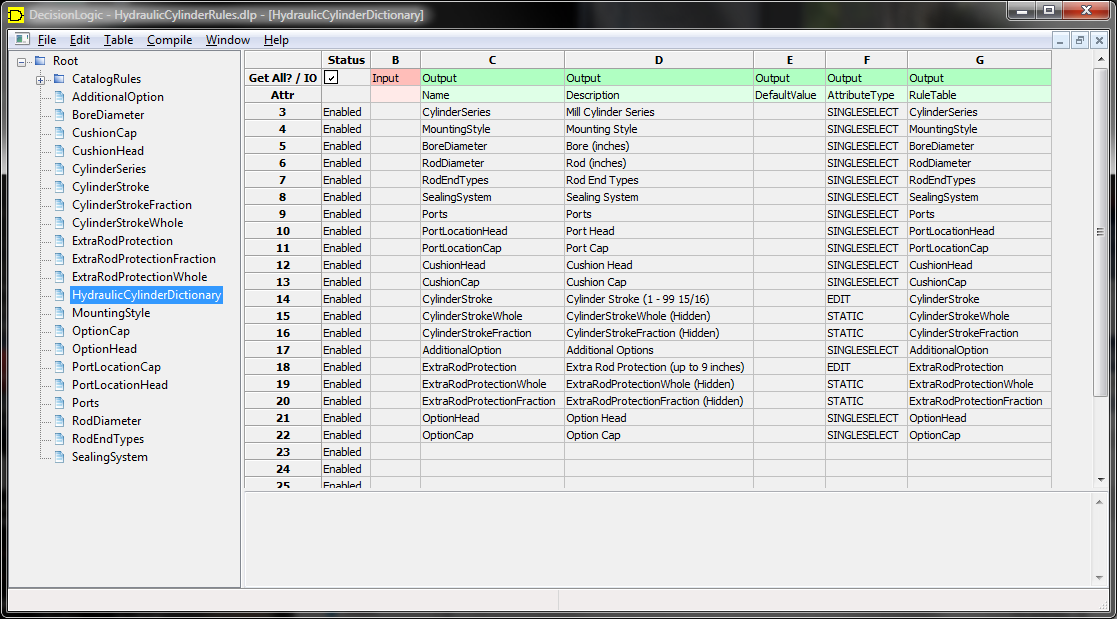 DecisionLogic - HydraulicCylinderRules.dlp - [HydraulicCylinderDictionary]
File Edit Table Compile Window Help
Root
CatalogRules
AdditionalOption
BoreDiameter
CushionCap
CushionHead
CylinderSeries
CylinderStroke
CylinderStrokeFraction
CylinderStrokeWhole
ExtraRodProtection
ExtraRodProtectionFraction
ExtraRodProtectionWhole
HydraulicCylinderDictionary
MountingStyle
OptionCap
OptionHead
PortLocationCap
PortLocationHead
Ports
RodDiameter
RodEndTypes
SealingSystem
Status B C D E F G
Get All? / IO Input Output Output Output Output Output
Attr Name Description DefaultValue AttributeType RuleTable
3 Enabled CylinderSeries Mill Cylinder Series SINGLESELECT CylinderSeries
4 Enabled MountingStyle Mounting Style SINGLESELECT MountingStyle
5 Enabled BoreDiameter Bore (inches) SINGLESELECT BoreDiameter
6 Enabled RodDiameter Rod (inches) SINGLESELECT RodDiameter
7 Enabled RodEndTypes Rod End Types SINGLESELECT RodEndTypes
8 Enabled SealingSystem Sealing System SINGLESELECT SealingSystem
9 Enabled Ports Ports SINGLESELECT Ports
10 Enabled PortLocationHead Port Head SINGLESELECT PortLocationHead
11 Enabled PortLocationCap Port Cap SINGLESELECT PortLocationCap
12 Enabled CushionHead Cushion Head SINGLESELECT CushionHead
13 Enabled CushionCap Cushion Cap SINGLESELECT CushionCap
14 Enabled CylinderStroke Cylinder Stroke (1 - 99 15/16) EDIT CylinderStroke
15 Enabled CylinderStrokeWhole CylinderStrokeWhole (Hidden) STATIC CylinderStrokeWhole
16 Enabled CylinderStrokeFraction CylinderStrokeFraction (Hidden) STATIC CylinderStrokeFraction
17 Enabled AdditionalOption Additional Options SINGLESELECT AdditionalOption
18 Enabled ExtraRodProtection Extra Rod Protection (up to 9 inches) EDIT ExtraRodProtection
19 Enabled ExtraRodProtectionWhole ExtraRodProtectionWhole (Hidden) STATIC ExtraRodProtectionWhole
20 Enabled ExtraRodProtectionFraction ExtraRodProtectionFraction (Hidden) STATIC ExtraRodProtectionFraction
21 Enabled OptionHead Option Head SINGLESELECT OptionHead
22 Enabled OptionCap Option Cap SINGLESELECT OptionCap
23 Enabled
24 Enabled
25 Enabled